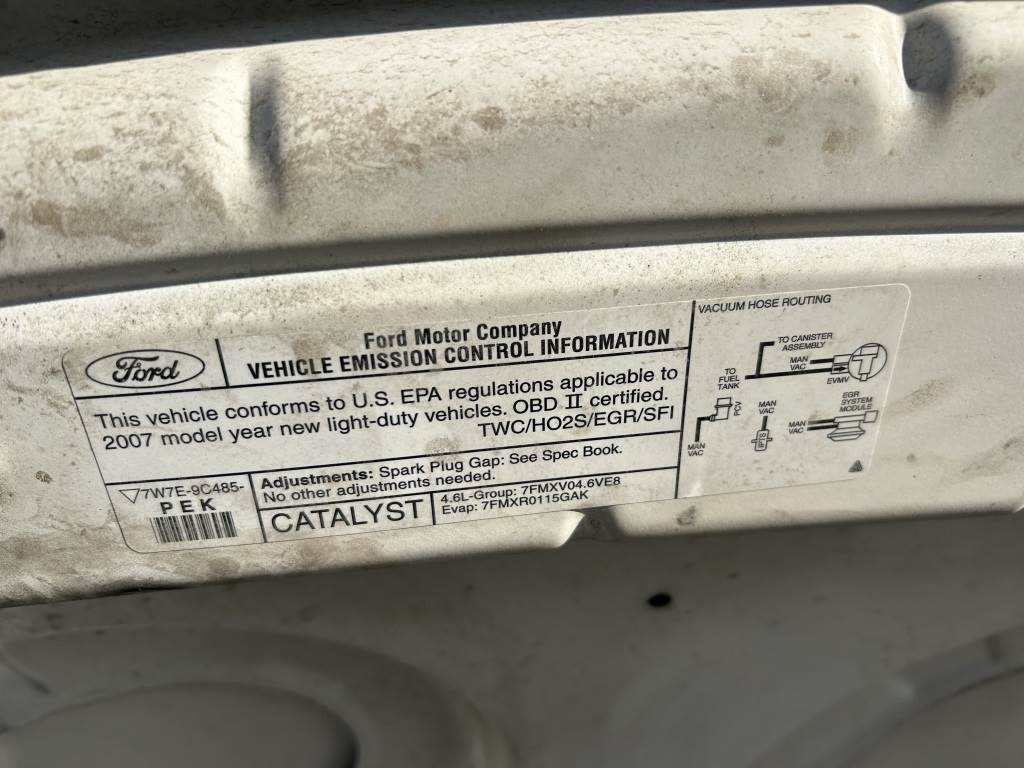 Ford
Ford Motor Company
VEHICLE EMISSION CONTROL INFORMATION
This vehicle conforms to U.S. EPA regulations applicable to
2007 model year new light-duty vehicles. OBD II certified.
TWC/HO2S/EGR/SFI
7W7E-9C485-
PEK
Adjustments: Spark Plug Gap: See Spec Book.
No other adjustments needed.
CATALYST
4.6L-Group: 7FMXV04.6VE8
Evap: 7FMXR0115GAK
VACUUM HOSE ROUTING
TO CANISTER
ASSEMBLY
MAN
VAC
EVMV
TO
FUEL
TANK
PCV
MAN
VAC
MAN
VAC
EGR
SYSTEM
MODULE
MAN
VAC